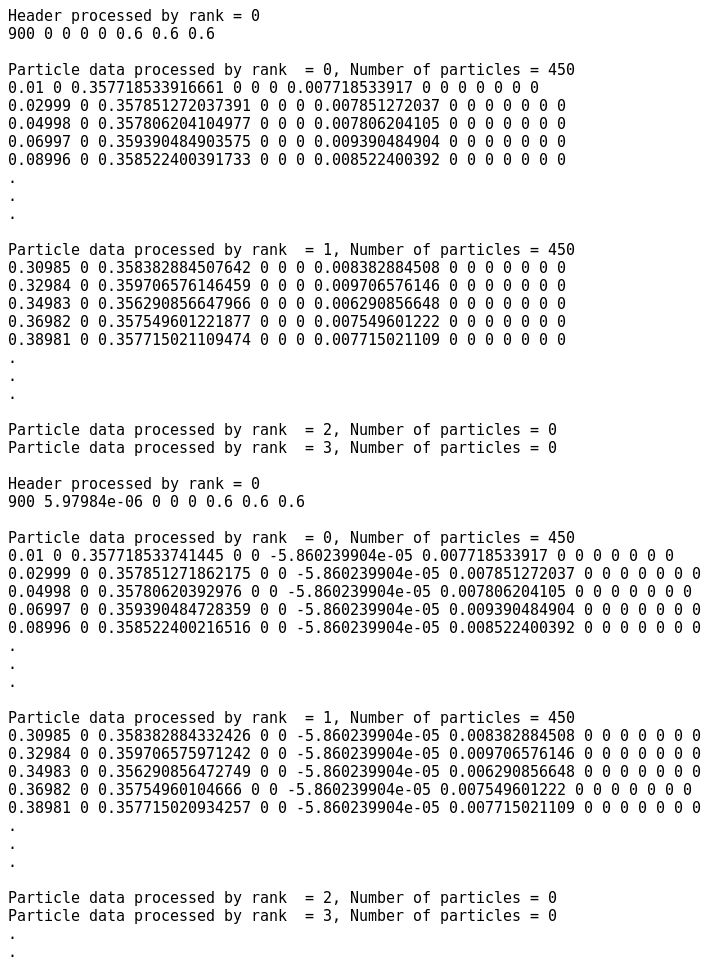 Header processed by rank = 0
900 0 0 0 0 0.6 0.6 0.6
Particle data processed by rank  = 0, Number of particles = 450
0.01 0 0.357718533916661 0 0 0 0.007718533917 0 0 0 0 0 0 0
0.02999 0 0.357851272037391 0 0 0 0.007851272037 0 0 0 0 0 0 0
0.04998 0 0.357806204104977 0 0 0 0.007806204105 0 0 0 0 0 0 0
0.06997 0 0.359390484903575 0 0 0 0.009390484904 0 0 0 0 0 0 0
0.08996 0 0.358522400391733 0 0 0 0.008522400392 0 0 0 0 0 0 0
.
.
.
Particle data processed by rank  = 1, Number of particles = 450
0.30985 0 0.358382884507642 0 0 0 0.008382884508 0 0 0 0 0 0 0
0.32984 0 0.359706576146459 0 0 0 0.009706576146 0 0 0 0 0 0 0
0.34983 0 0.356290856647966 0 0 0 0.006290856648 0 0 0 0 0 0 0
0.36982 0 0.357549601221877 0 0 0 0.007549601222 0 0 0 0 0 0 0
0.38981 0 0.357715021109474 0 0 0 0.007715021109 0 0 0 0 0 0 0
.
.
.
Particle data processed by rank  = 2, Number of particles = 0
Particle data processed by rank  = 3, Number of particles = 0
Header processed by rank = 0
900 5.97984e-06 0 0 0 0.6 0.6 0.6
Particle data processed by rank  = 0, Number of particles = 450
0.01 0 0.357718533741445 0 0 -5.860239904e-05 0.007718533917 0 0 0 0 0 0 0
0.02999 0 0.357851271862175 0 0 -5.860239904e-05 0.007851272037 0 0 0 0 0 0 0
0.04998 0 0.35780620392976 0 0 -5.860239904e-05 0.007806204105 0 0 0 0 0 0 0
0.06997 0 0.359390484728359 0 0 -5.860239904e-05 0.009390484904 0 0 0 0 0 0 0
0.08996 0 0.358522400216516 0 0 -5.860239904e-05 0.008522400392 0 0 0 0 0 0 0
.
.
.
Particle data processed by rank  = 1, Number of particles = 450
0.30985 0 0.358382884332426 0 0 -5.860239904e-05 0.008382884508 0 0 0 0 0 0 0
0.32984 0 0.359706575971242 0 0 -5.860239904e-05 0.009706576146 0 0 0 0 0 0 0
0.34983 0 0.356290856472749 0 0 -5.860239904e-05 0.006290856648 0 0 0 0 0 0 0
0.36982 0 0.35754960104666 0 0 -5.860239904e-05 0.007549601222 0 0 0 0 0 0 0
0.38981 0 0.357715020934257 0 0 -5.860239904e-05 0.007715021109 0 0 0 0 0 0 0
.
.
.
Particle data processed by rank  = 2, Number of particles = 0
Particle data processed by rank  = 3, Number of particles = 0
.
.